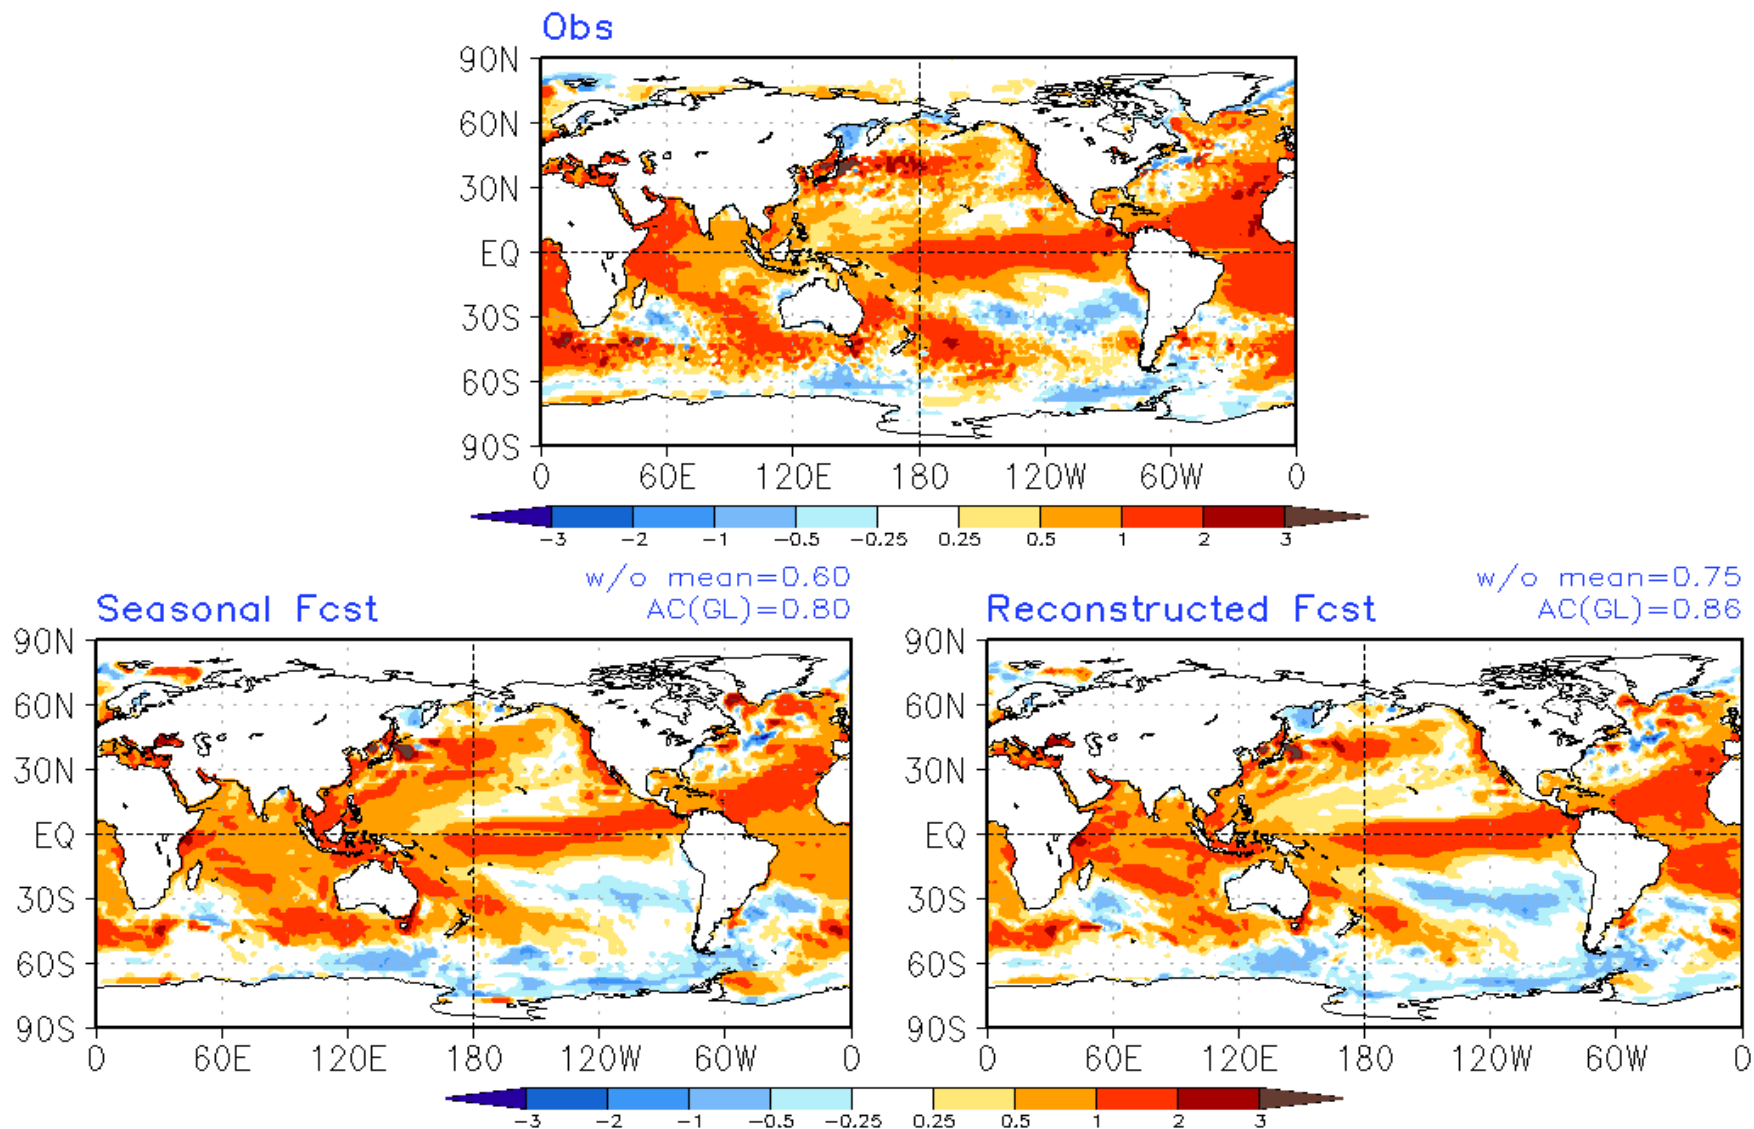 Obs
90N
60N
30N
EQ
30S
60S
90S
0 60E 120E 180 120W 60W 0
-3 -2 -1 -0.5 -0.25 0.25 0.5 1 2 3
w/o mean=0.60
Seasonal Fcst AC(GL)=0.80
90N
60N
30N
EQ
30S
60S
90S
0 60E 120E 180 120W 60W 0
w/o mean=0.75
Reconstructed Fcst AC(GL)=0.86
90N
60N
30N
EQ
30S
60S
90S
0 60E 120E 180 120W 60W 0
-3 -2 -1 -0.5 -0.25 0.25 0.5 1 2 3